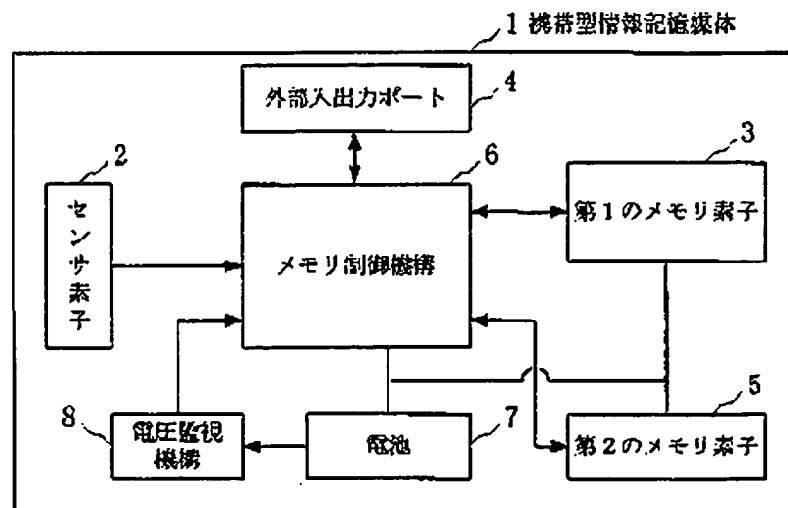 1 携帯型情報記憶媒体
外部入出力ポート
4
2
6
3
センサ素子
メモリ制御機構
第1のメモリ素子
8
電圧監視
機構
電池
7
5
第2のメモリ素子